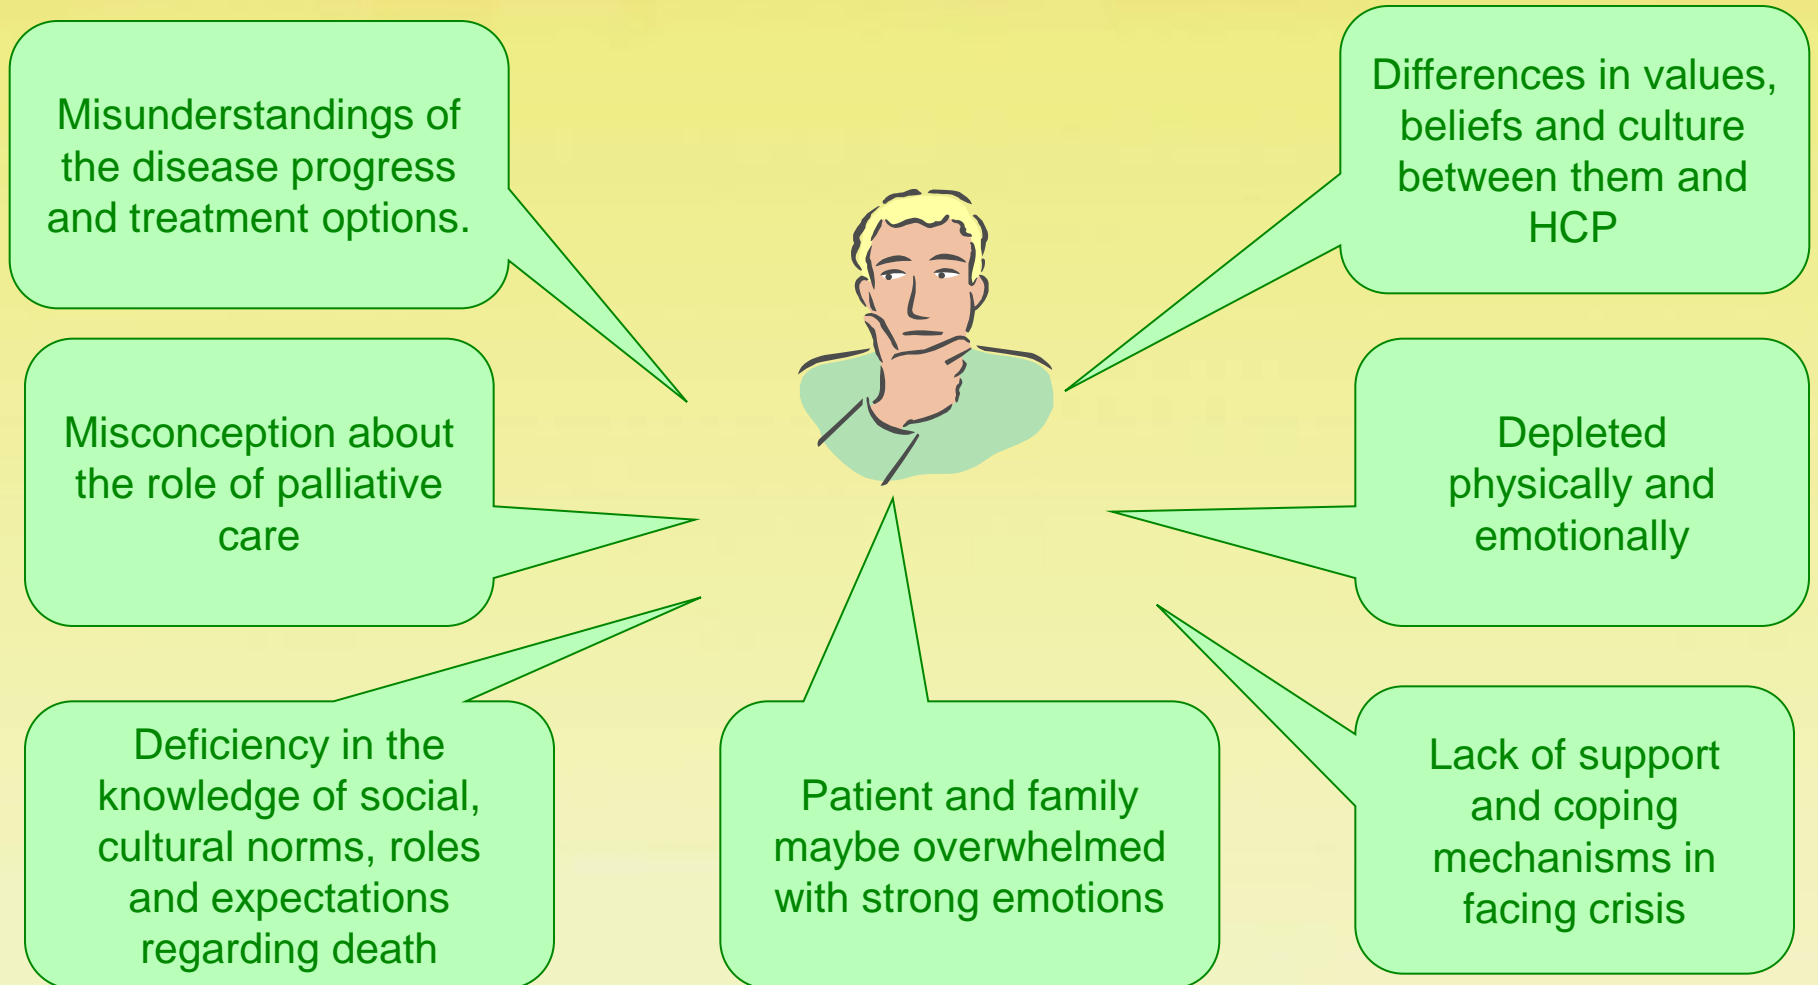 Misunderstandings of
the disease progress
and treatment options.
Differences in values,
beliefs and culture
between them and
HCP
Misconception about
the role of palliative
care
Depleted
physically and
emotionally
Deficiency in the
knowledge of social,
cultural norms, roles
and expectations
regarding death
Patient and family
maybe overwhelmed
with strong emotions
Lack of support
and coping
mechanisms in
facing crisis